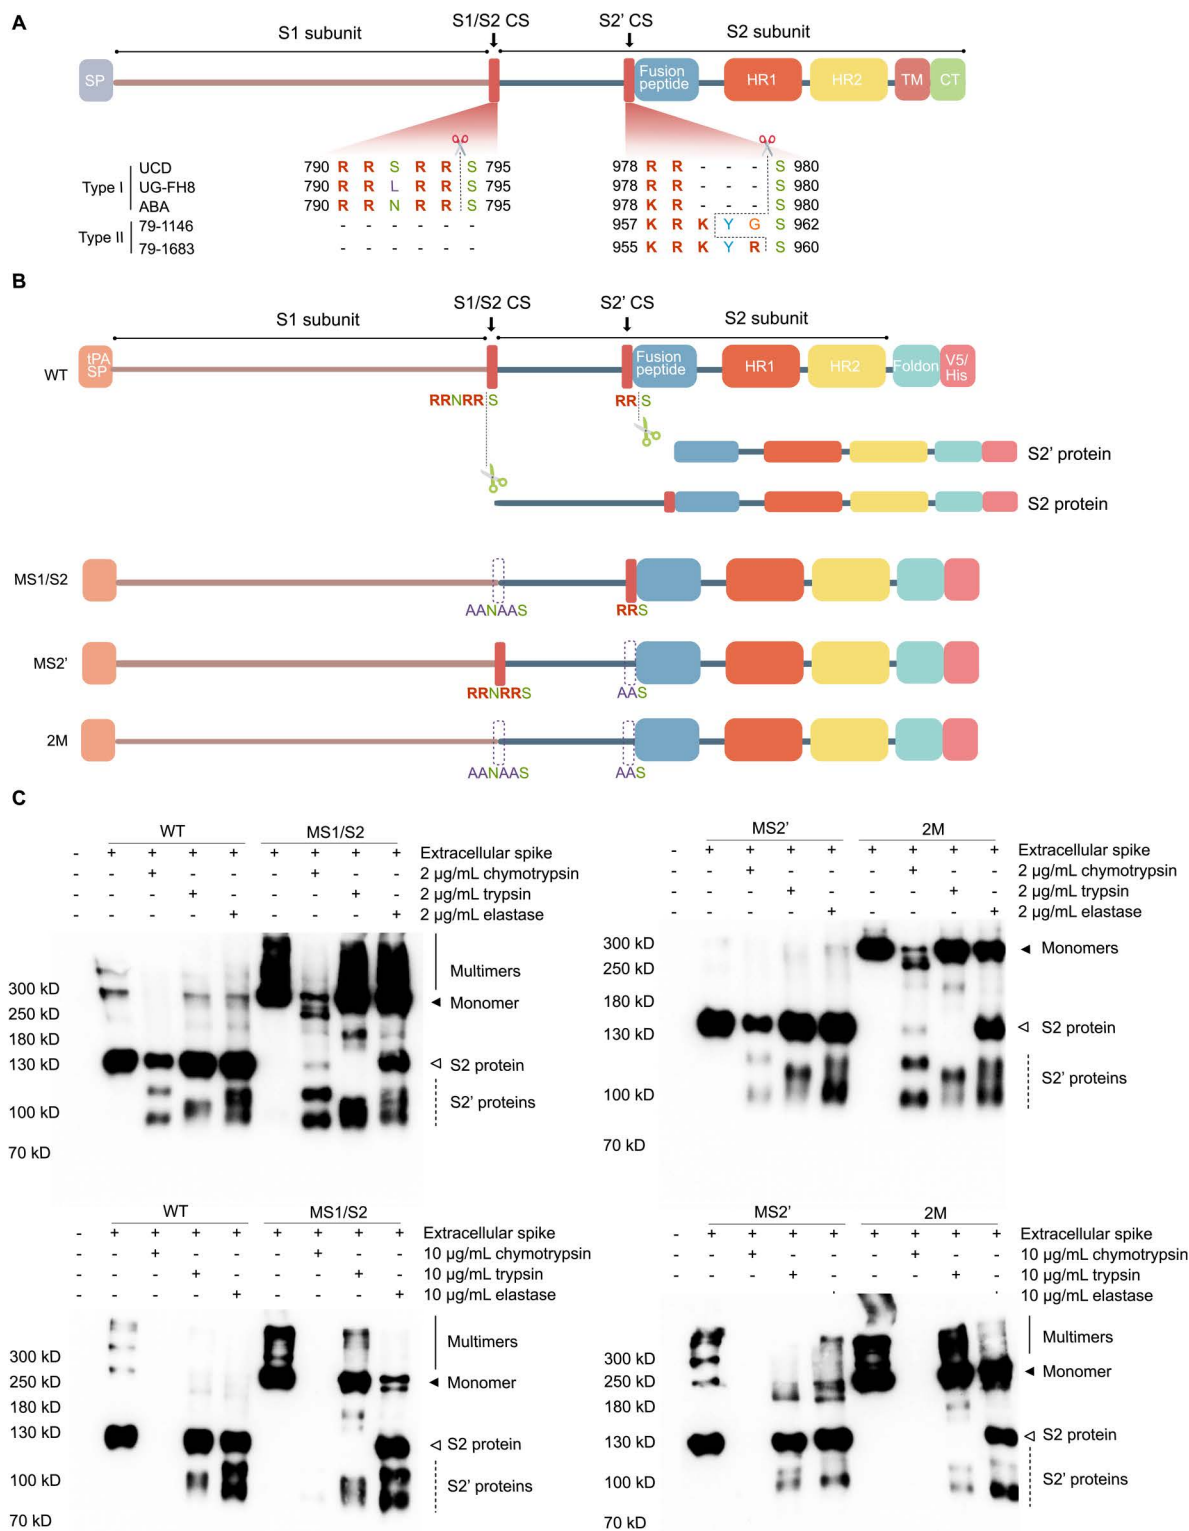 A
S1/S2 CS
S2' CS
S1 subunit
S2 subunit
SP
Fusion peptide
HR1
HR2
TM
CT
Type I
UCD
790 R R S R R S 795
978 R R - - - S 980
UG-FH8
790 R R L R R S 795
978 R R - - - S 980
ABA
790 R R N R R S 795
978 K R - - - S 980
Type II
79-1146
- - - - - -
957 K R K Y G S 962
79-1683
- - - - - -
955 K R K Y R S 960
B
S1/S2 CS
S2' CS
S1 subunit
S2 subunit
WT
tPA SP
Fusion peptide
HR1
HR2
Foldon
V5/ His
RRNRRS
RRS
S2' protein
S2 protein
MS1/S2
AANAAS
RRS
MS2'
RRNRRS
AAS
2M
AANAAS
AAS
C
WT
MS1/S2
- + + + + + + + + Extracellular spike
- - + - - - + - - 2 µg/mL chymotrypsin
- - - + - - - + - 2 µg/mL trypsin
- - - - + - - - + 2 µg/mL elastase
Multimers
300 kD
Monomer
250 kD
180 kD
130 kD
S2 protein
S2' proteins
100 kD
70 kD
MS2'
2M
- + + + + + + + + Extracellular spike
- - + - - - + - - 2 µg/mL chymotrypsin
- - - + - - - + - 2 µg/mL trypsin
- - - - + - - - + 2 µg/mL elastase
300 kD
Monomers
250 kD
180 kD
S2 protein
130 kD
S2' proteins
100 kD
70 kD
WT
MS1/S2
- + + + + + + + + Extracellular spike
- - + - - - + - - 10 µg/mL chymotrypsin
- - - + - - - + - 10 µg/mL trypsin
- - - - + - - - + 10 µg/mL elastase
Multimers
300 kD
250 kD
Monomer
180 kD
130 kD
S2 protein
100 kD
S2' proteins
70 kD
MS2'
2M
- + + + + + + + + Extracellular spike
- - + - - - + - - 10 µg/mL chymotrypsin
- - - + - - - + - 10 µg/mL trypsin
10 µg/mL elastase
Multimers
300 kD
Monomer
250 kD
180 kD
130 kD
S2 protein
100 kD
S2' proteins
70 kD